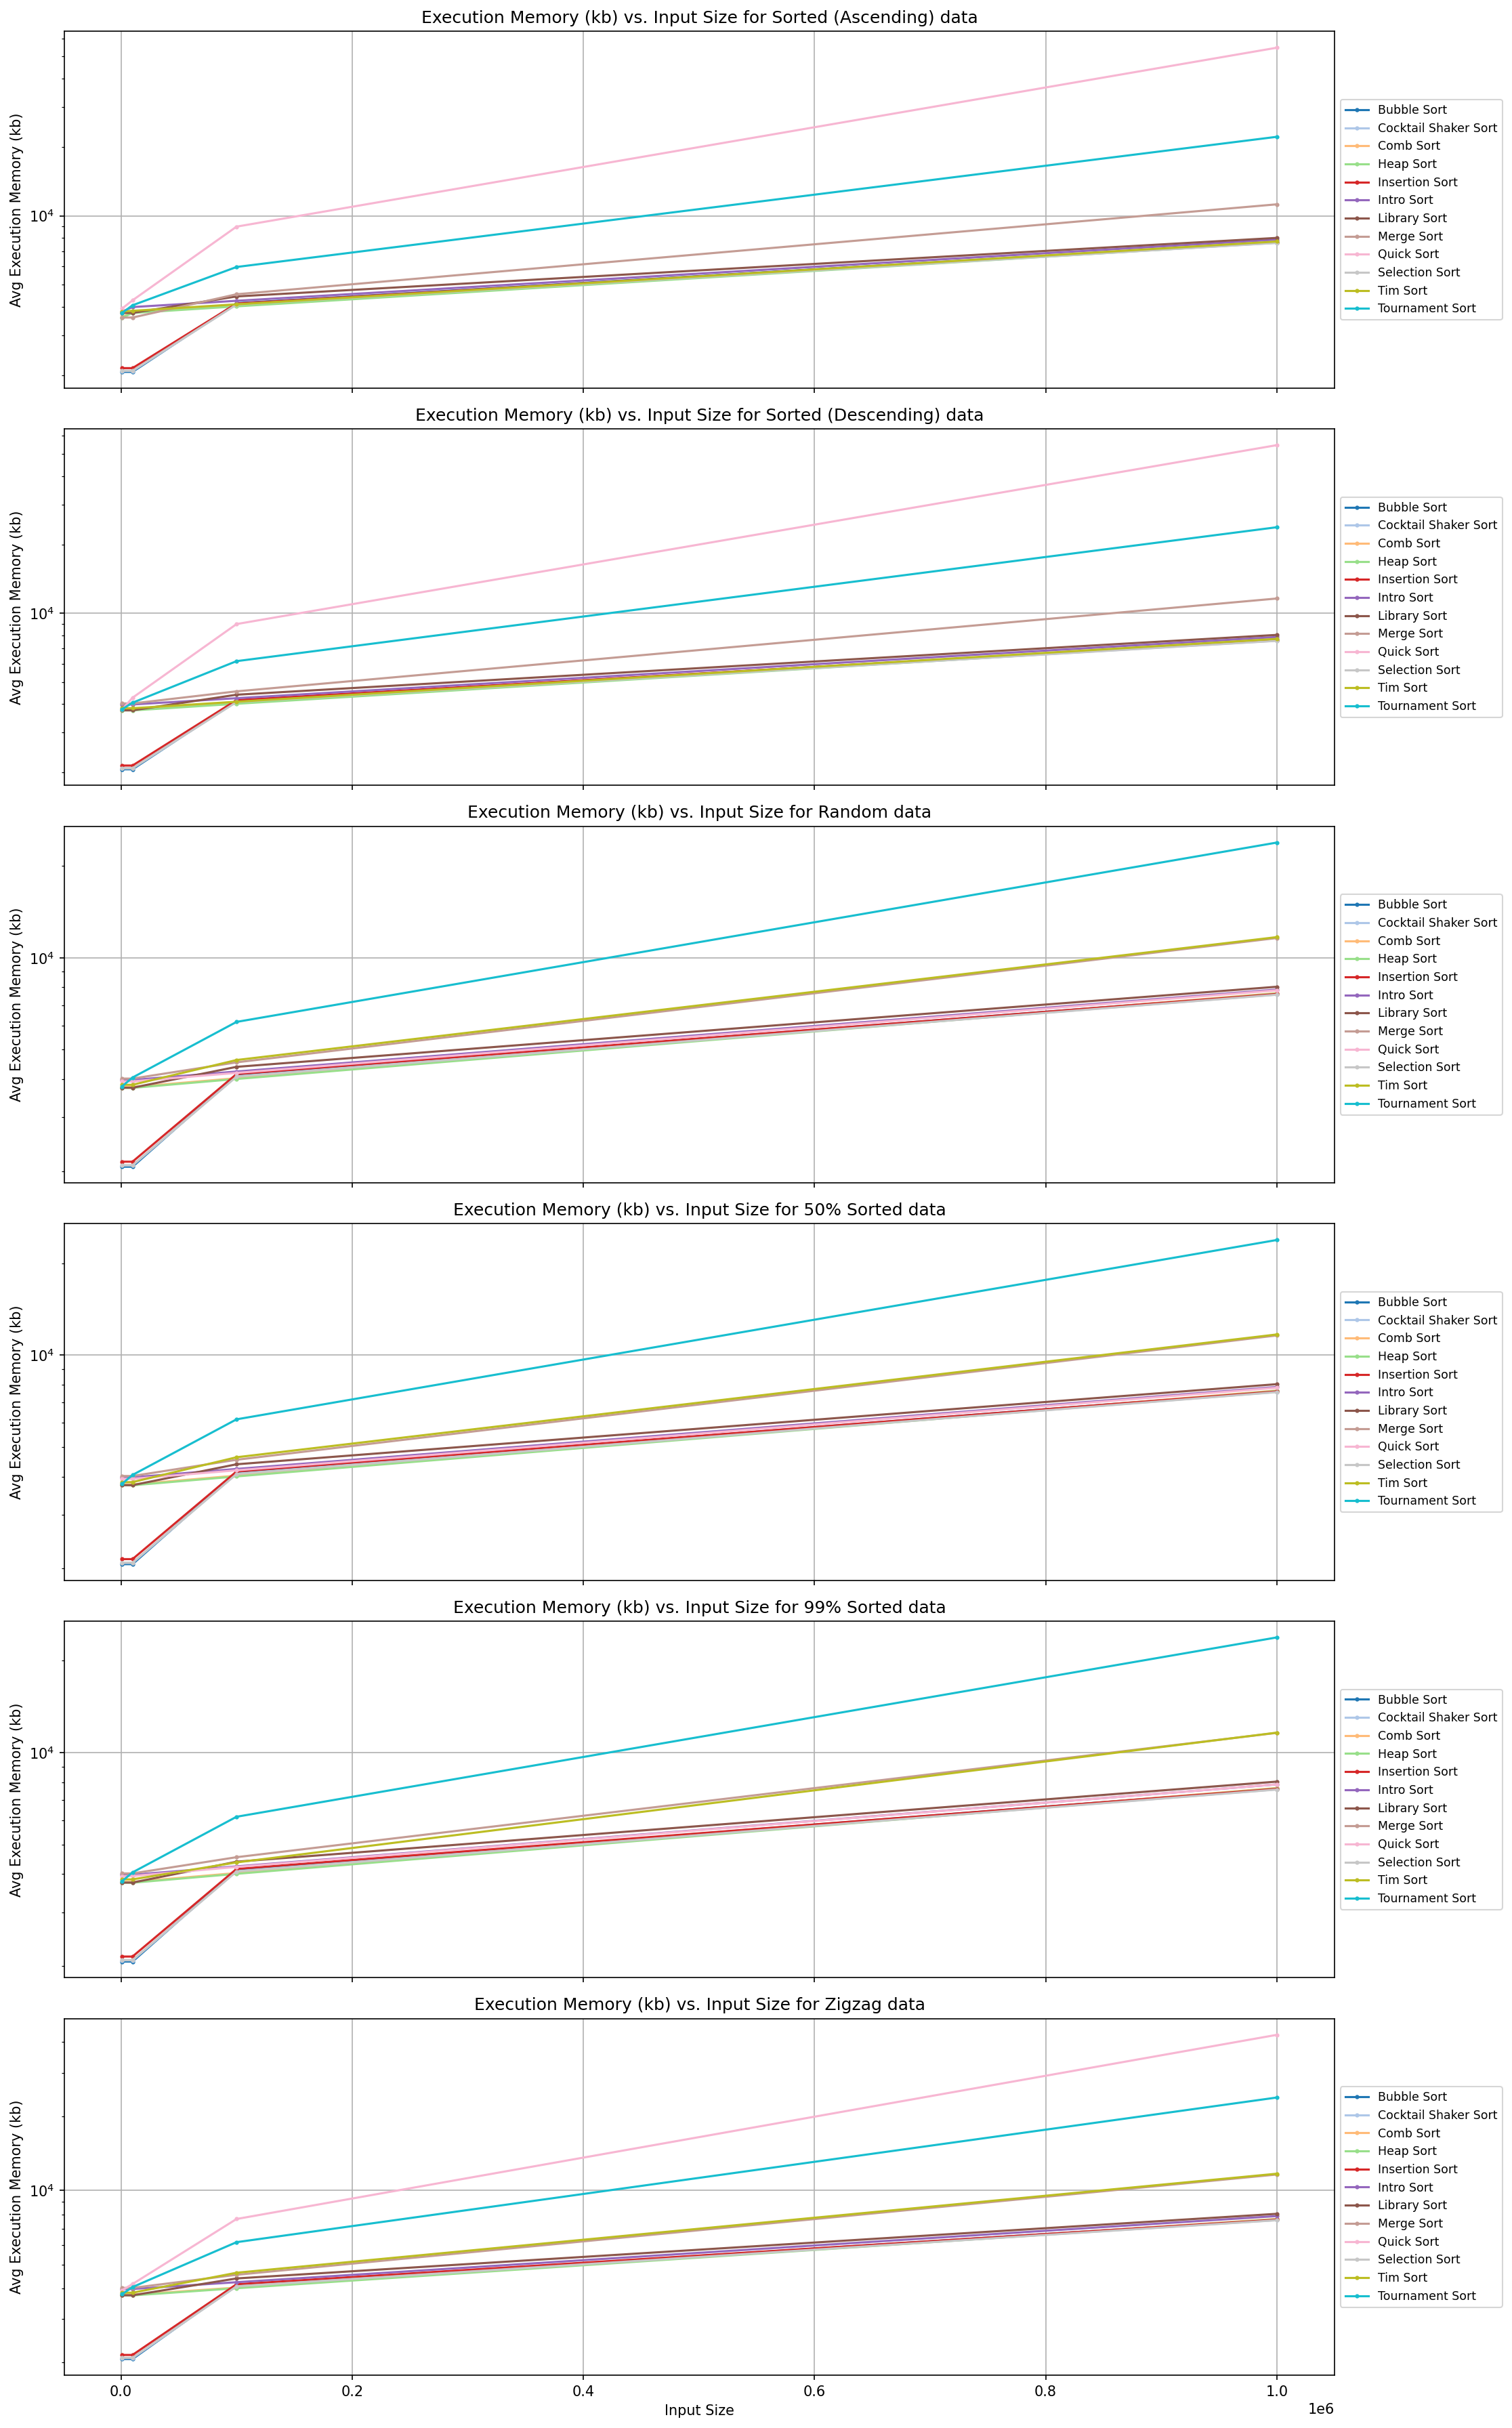 Execution Memory (kb) vs. Input Size for Sorted (Ascending) data
Avg Execution Memory (kb)
10⁴
Bubble Sort
Cocktail Shaker Sort
Comb Sort
Heap Sort
Insertion Sort
Intro Sort
Library Sort
Merge Sort
Quick Sort
Selection Sort
Tim Sort
Tournament Sort
Execution Memory (kb) vs. Input Size for Sorted (Descending) data
Avg Execution Memory (kb)
10⁴
Bubble Sort
Cocktail Shaker Sort
Comb Sort
Heap Sort
Insertion Sort
Intro Sort
Library Sort
Merge Sort
Quick Sort
Selection Sort
Tim Sort
Tournament Sort
Execution Memory (kb) vs. Input Size for Random data
Avg Execution Memory (kb)
10⁴
Bubble Sort
Cocktail Shaker Sort
Comb Sort
Heap Sort
Insertion Sort
Intro Sort
Library Sort
Merge Sort
Quick Sort
Selection Sort
Tim Sort
Tournament Sort
Execution Memory (kb) vs. Input Size for 50% Sorted data
Avg Execution Memory (kb)
10⁴
Bubble Sort
Cocktail Shaker Sort
Comb Sort
Heap Sort
Insertion Sort
Intro Sort
Library Sort
Merge Sort
Quick Sort
Selection Sort
Tim Sort
Tournament Sort
Execution Memory (kb) vs. Input Size for 99% Sorted data
Avg Execution Memory (kb)
10⁴
Bubble Sort
Cocktail Shaker Sort
Comb Sort
Heap Sort
Insertion Sort
Intro Sort
Library Sort
Merge Sort
Quick Sort
Selection Sort
Tim Sort
Tournament Sort
Execution Memory (kb) vs. Input Size for Zigzag data
Avg Execution Memory (kb)
10⁴
Bubble Sort
Cocktail Shaker Sort
Comb Sort
Heap Sort
Insertion Sort
Intro Sort
Library Sort
Merge Sort
Quick Sort
Selection Sort
Tim Sort
Tournament Sort
0.0 0.2 0.4 0.6 0.8 1.0
Input Size
1e6